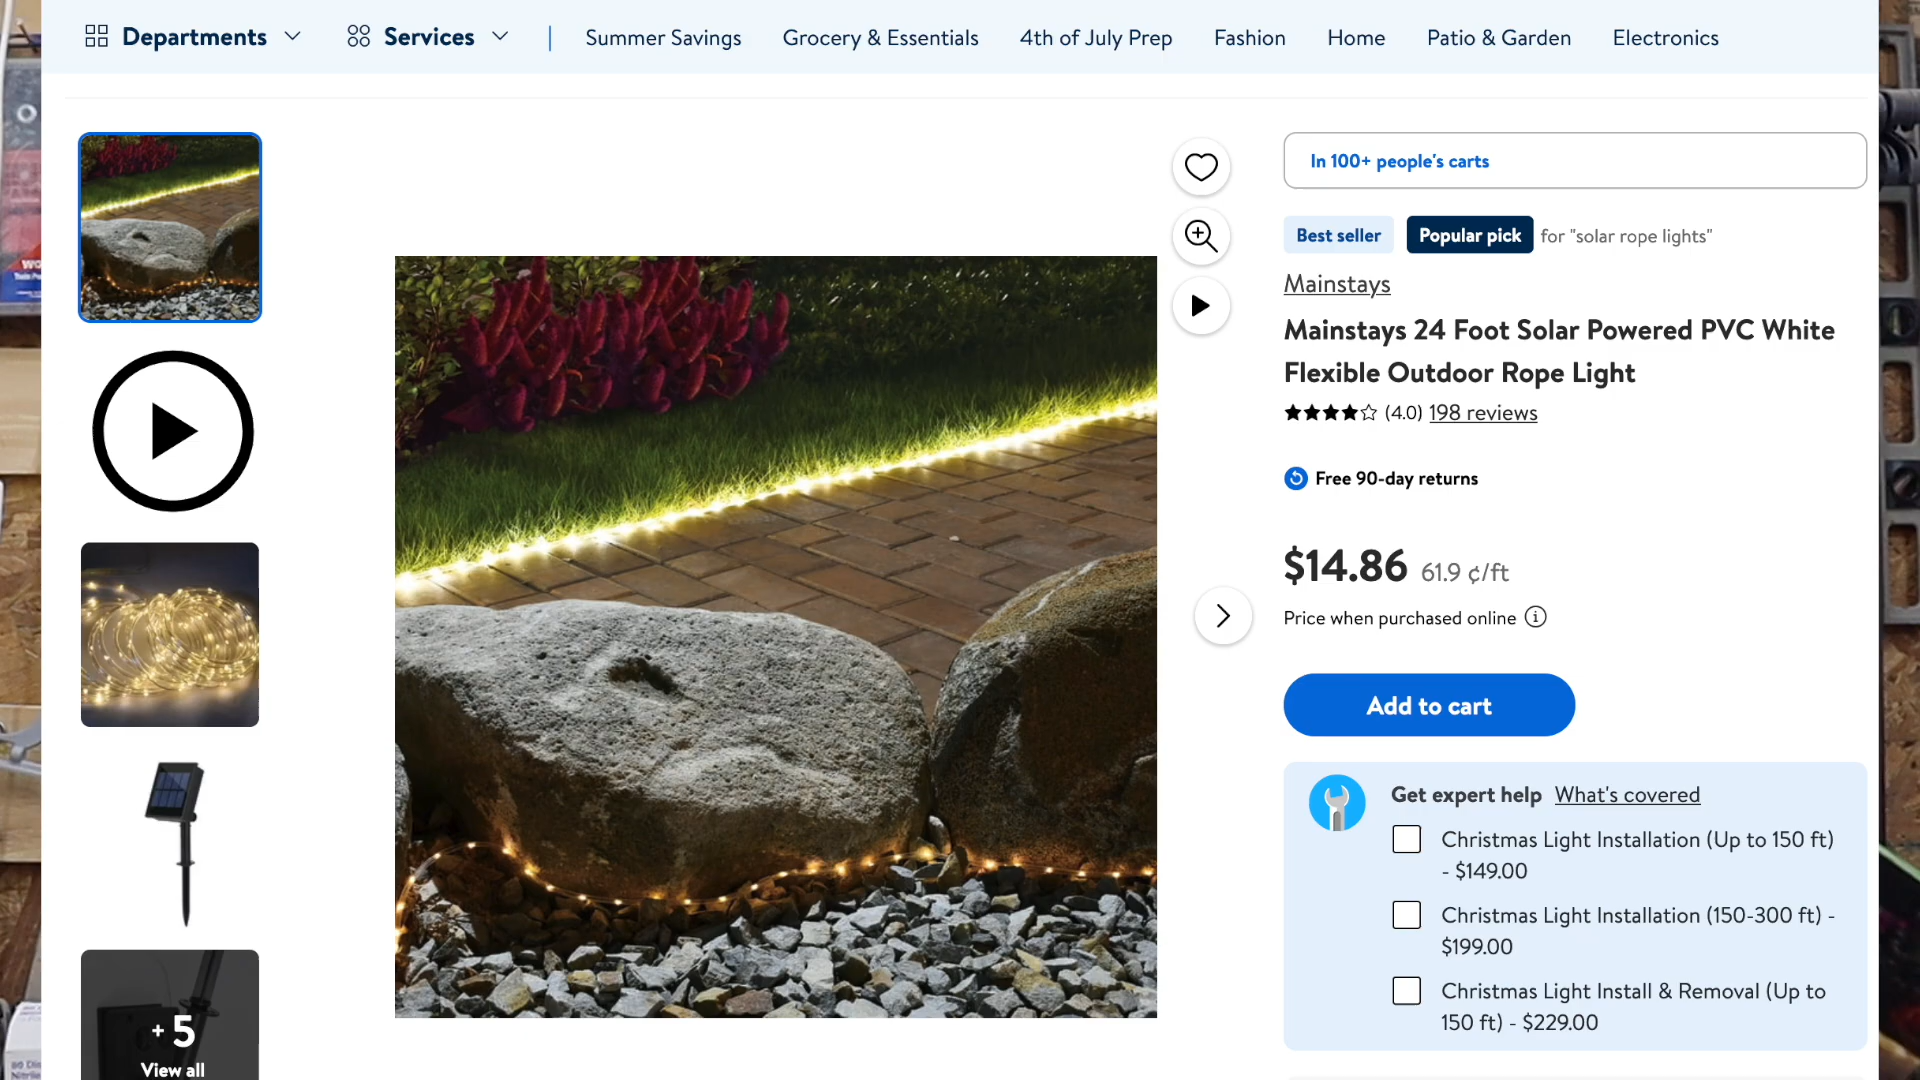 Departments
Services
Summer Savings
Grocery & Essentials
4th of July Prep
Fashion
Home
Patio & Garden
Electronics
In 100+ people's carts
Best seller
Popular pick
for "solar rope lights"
Mainstays
Mainstays 24 Foot Solar Powered PVC White
Flexible Outdoor Rope Light
(4.0) 198 reviews
Free 90-day returns
$14.86 61.9 ¢/ft
Price when purchased online
Add to cart
Get expert help What's covered
Christmas Light Installation (Up to 150 ft)
- $149.00
Christmas Light Installation (150-300 ft) -
$199.00
Christmas Light Install & Removal (Up to
150 ft) - $229.00
+5
View all